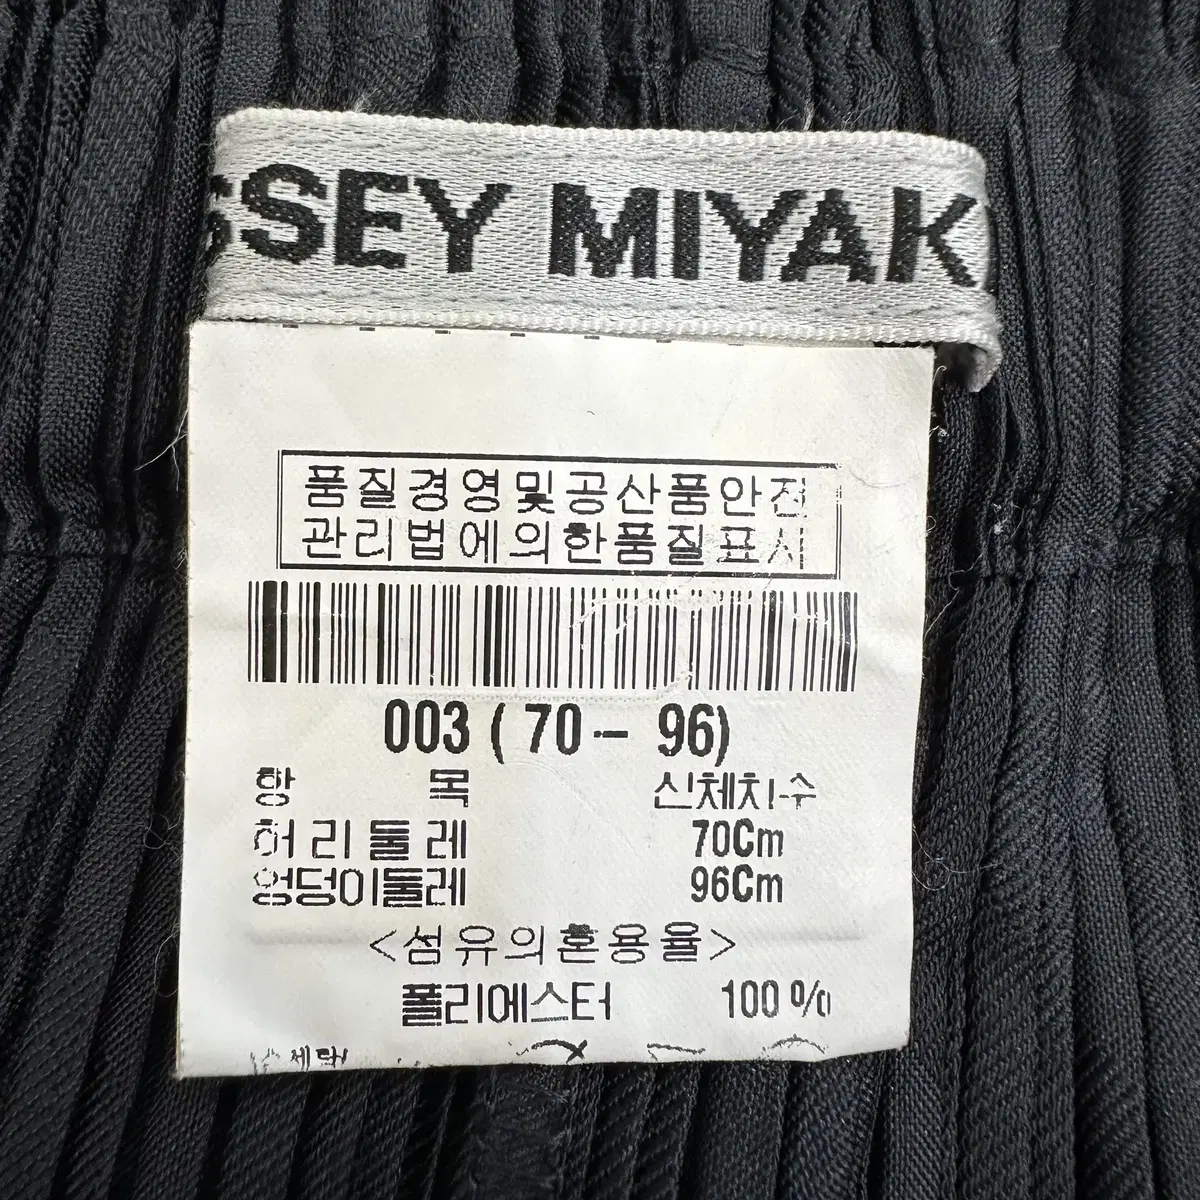 SSEY MIYAK
품질경영및공산품안전
관리법에의한품질표시
003 ( 70 - 96)
항 목 신체치수
허리둘레 70Cm
엉덩이둘레 96Cm
<섬유의혼용율>
폴리에스터 100 %